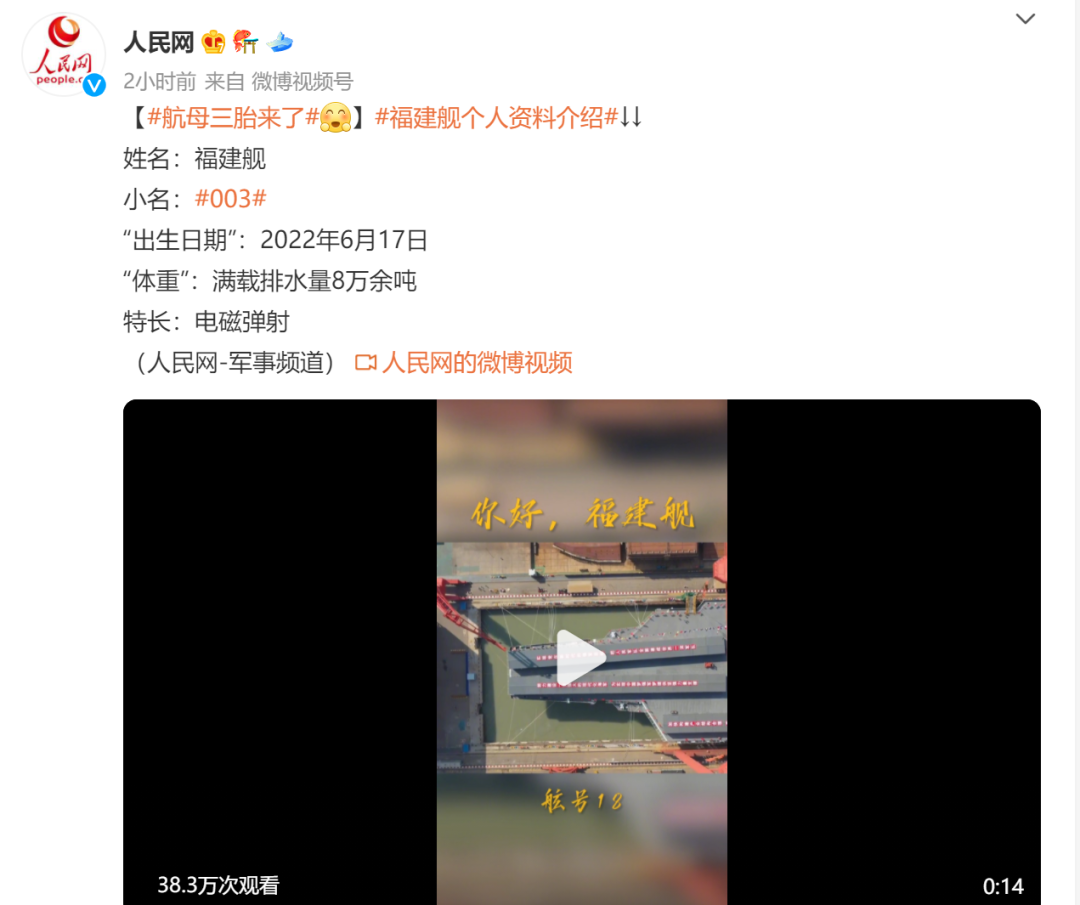 人民网
people.c
人民网
2小时前 来自 微博视频号
【#航母三胎来了#】#福建舰个人资料介绍#↓↓
姓名：福建舰
小名：#003#
“出生日期”：2022年6月17日
“体重”：满载排水量8万余吨
特长：电磁弹射
（人民网-军事频道） 人民网的微博视频
你好，福建舰
舷号18
38.3万次观看
0:14